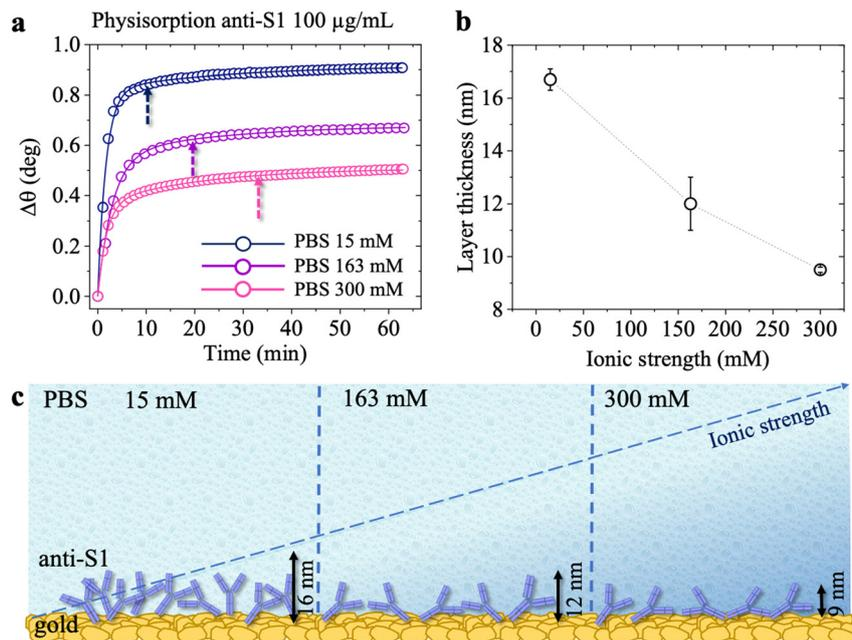 a
Physisorption anti-S1 100 µg/mL
1.0
0.8
0.6
0.4
0.2
0.0
Δθ (deg)
PBS 15 mM
PBS 163 mM
PBS 300 mM
0 10 20 30 40 50 60
Time (min)
b
18
16
14
12
10
8
Layer thickness (nm)
0 50 100 150 200 250 300
Ionic strength (mM)
c
PBS 15 mM 163 mM 300 mM
Ionic strength
anti-S1
16 nm
12 nm
9 nm
gold